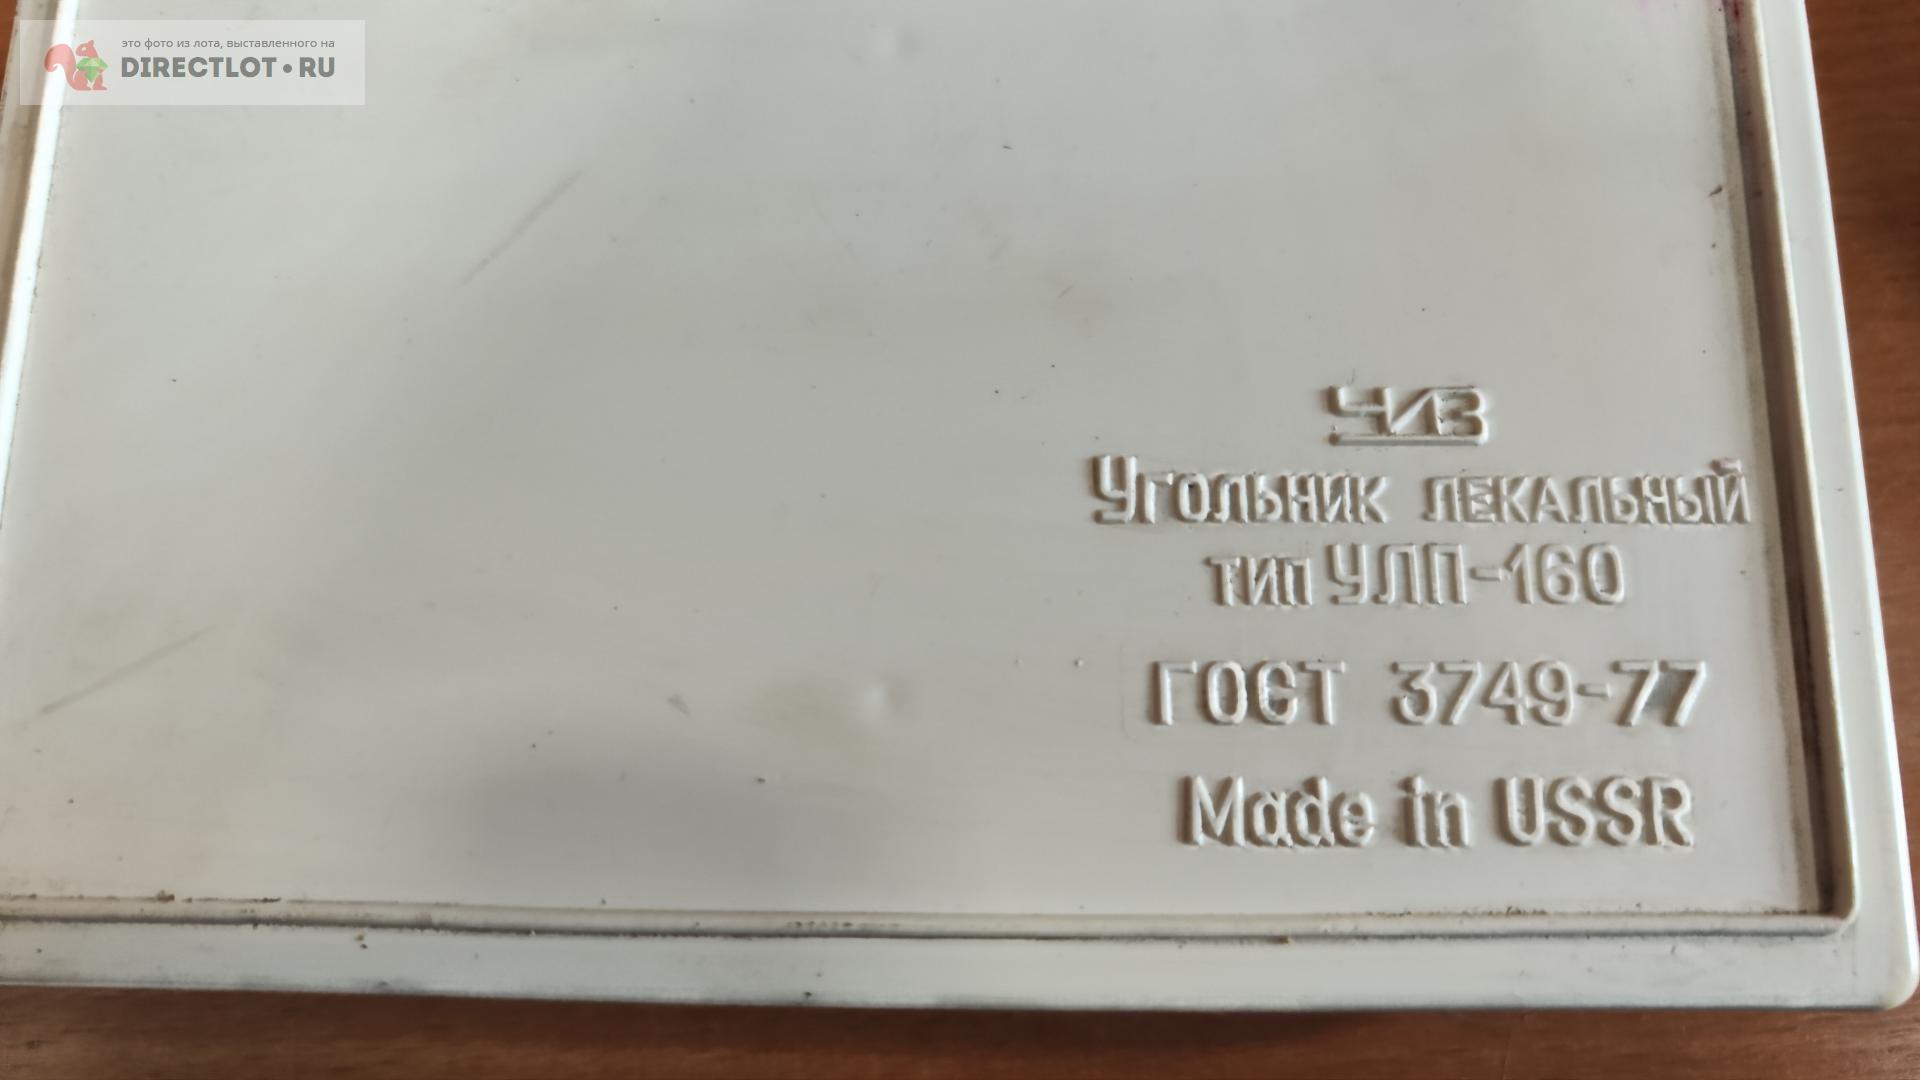 это фото из лота, выставленного на
DIRECTLOT•RU
ЧИЗ
Угольник лекальный
тип УЛП-160
ГОСТ 3749-77
Made in USSR